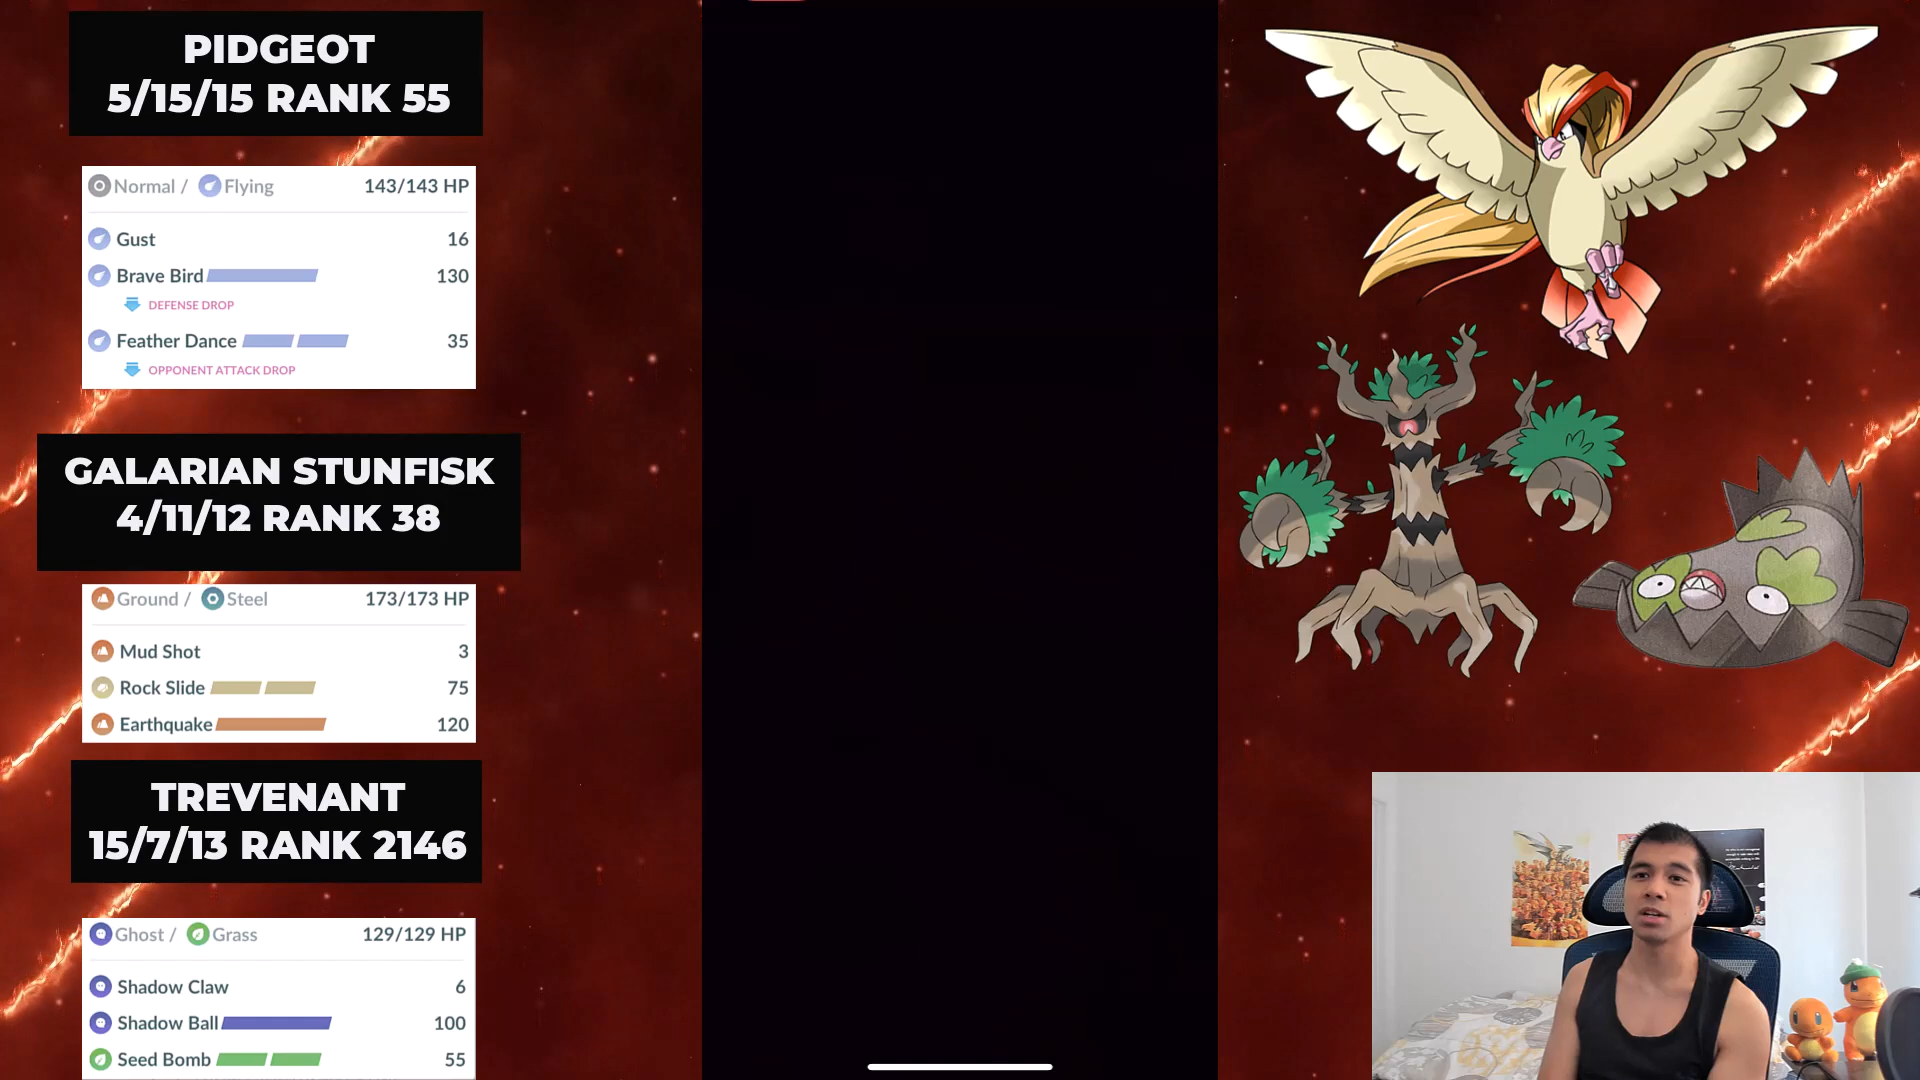 PIDGEOT
5/15/15 RANK 55
Normal / Flying 143/143 HP
Gust 16
Brave Bird 130
DEFENSE DROP
Feather Dance 35
OPPONENT ATTACK DROP
GALARIAN STUNFISK
4/11/12 RANK 38
Ground / Steel 173/173 HP
Mud Shot 3
Rock Slide 75
Earthquake 120
TREVENANT
15/7/13 RANK 2146
Ghost / Grass 129/129 HP
Shadow Claw 6
Shadow Ball 100
Seed Bomb 55